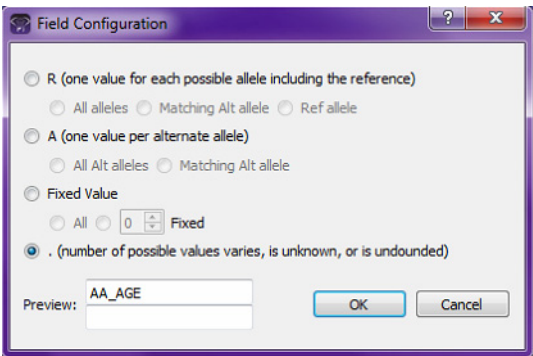 Field Configuration
?
X
R (one value for each possible allele including the reference)
All alleles Matching Alt allele Ref allele
A (one value per alternate allele)
All Alt alleles Matching Alt allele
Fixed Value
All 0 Fixed
. (number of possible values varies, is unknown, or is undounded)
AA_AGE
Preview:
OK Cancel